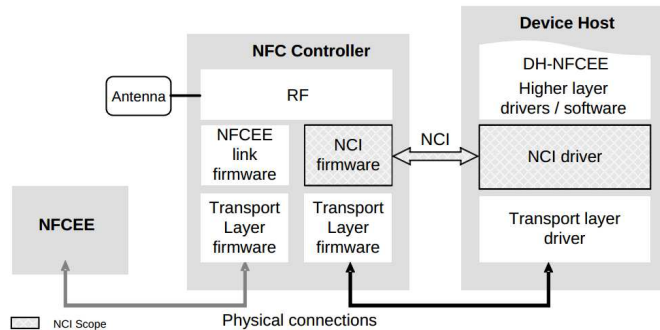 Device Host
NFC Controller
DH-NFCEE
Higher layer
drivers / software
Antenna
RF
NFCEE
link
firmware
NCI
firmware
NCI
NCI driver
NFCEE
Transport
Layer
firmware
Transport
Layer
firmware
Transport layer
driver
NCI Scope
Physical connections